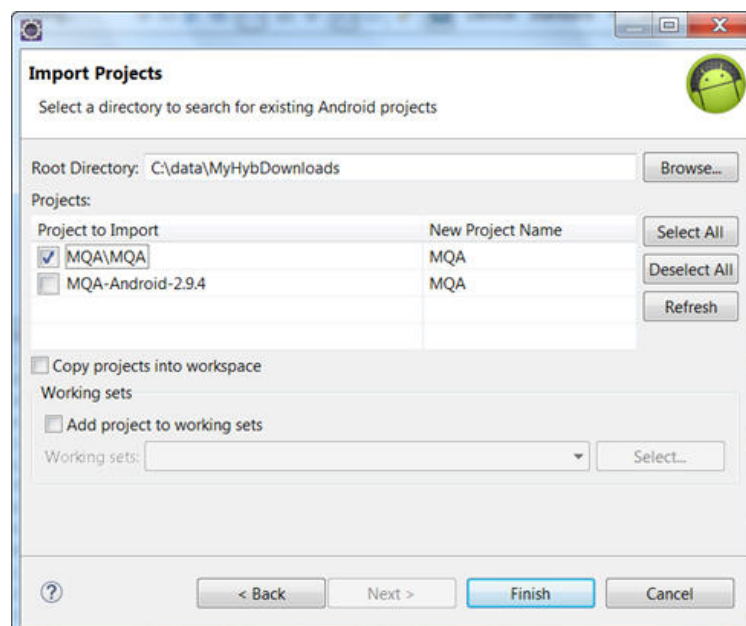 Import Projects
Select a directory to search for existing Android projects
Root Directory: C:\data\MyHybDownloads Browse...
Projects:
Project to Import New Project Name Select All
MQA\MQA MQA
Deselect All
MQA-Android-2.9.4 MQA
Refresh
Copy projects into workspace
Working sets
Add project to working sets
Working sets: Select...
< Back Next > Finish Cancel